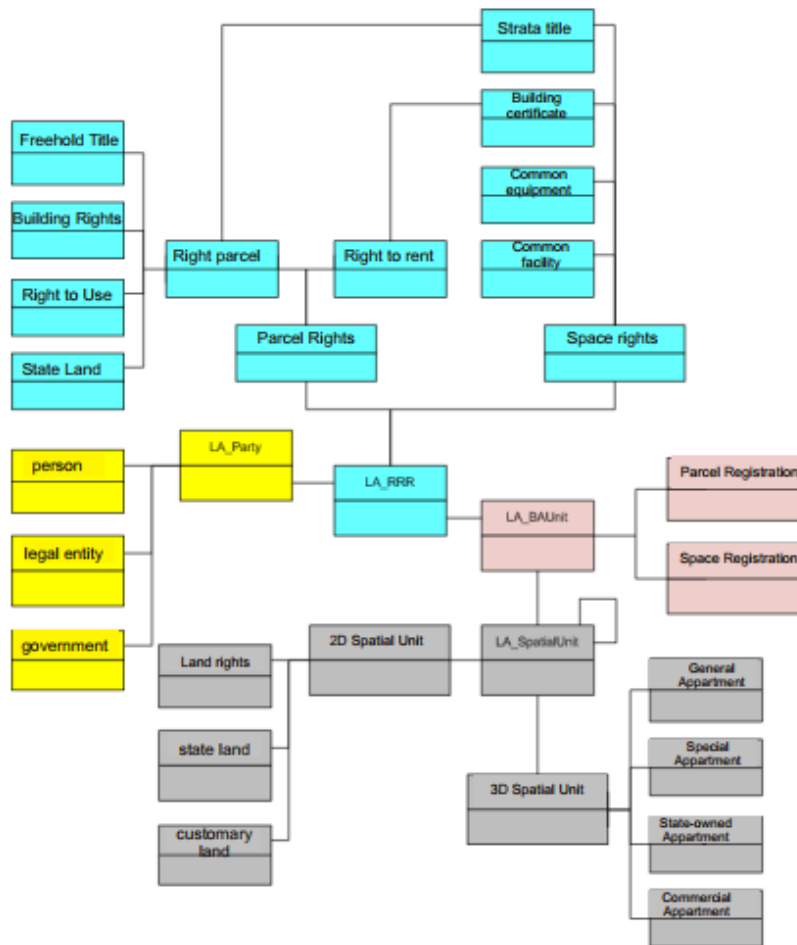 Strata title
Building
certificate
Freehold Title
Common
equipment
Building Rights
Right parcel
Right to rent
Common
facility
Right to Use
Parcel Rights
Space rights
State Land
LA_Party
person
LA_RRR
Parcel Registration
LA_BAUnit
legal entity
Space Registration
government
2D Spatial Unit
LA_SpatialUnit
Land rights
General
Appartment
state land
Special
Appartment
3D Spatial Unit
customary
land
State-owned
Appartment
Commercial
Appartment